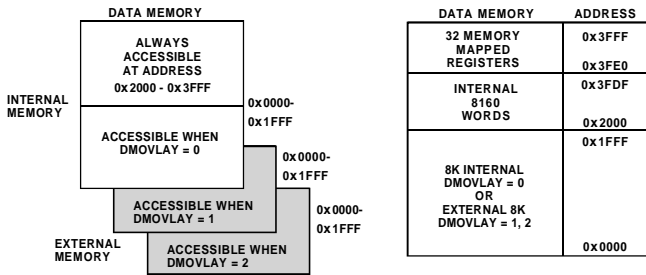 DATA MEMORY
ALWAYS
ACCESSIBLE
AT ADDRESS
0x2000 - 0x3FFF
INTERNAL
MEMORY
0x0000-
0x1FFF
ACCESSIBLE WHEN
DMOVLAY = 0
0x0000-
0x1FFF
ACCESSIBLE WHEN
DMOVLAY = 1
0x0000-
0x1FFF
EXTERNAL
MEMORY
ACCESSIBLE WHEN
DMOVLAY = 2
DATA MEMORY ADDRESS
32 MEMORY
MAPPED
REGISTERS
0x3FFF
0x3FE0
INTERNAL
8160
WORDS
0x3FDF
0x2000
8K INTERNAL
DMOVLAY = 0
OR
EXTERNAL 8K
DMOVLAY = 1, 2
0x1FFF
0x0000